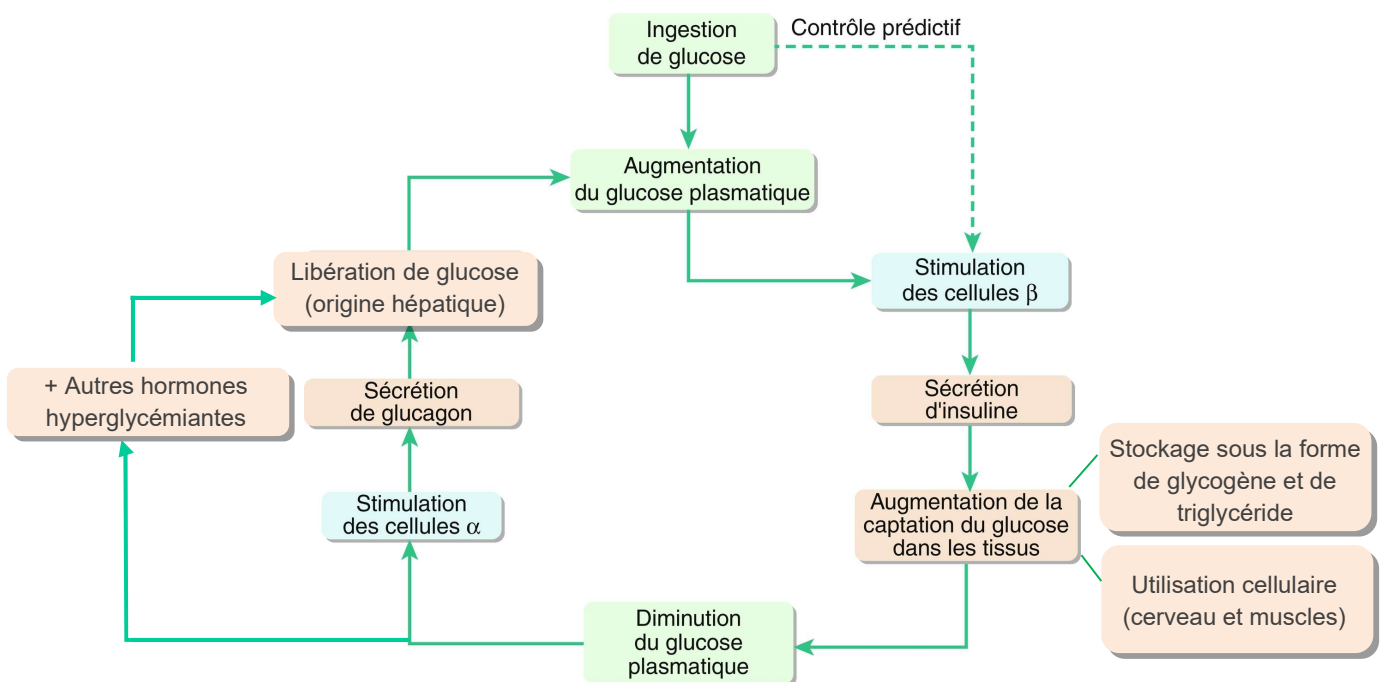 Ingestion
de glucose
Contrôle prédictif
Augmentation
du glucose plasmatique
Libération de glucose
(origine hépatique)
Stimulation
des cellules β
+ Autres hormones
hyperglycémiantes
Sécrétion
de glucagon
Sécrétion
d'insuline
Stimulation
des cellules α
Augmentation de la
captation du glucose
dans les tissus
Stockage sous la forme
de glycogène et de
triglycéride
Utilisation cellulaire
(cerveau et muscles)
Diminution
du glucose
plasmatique